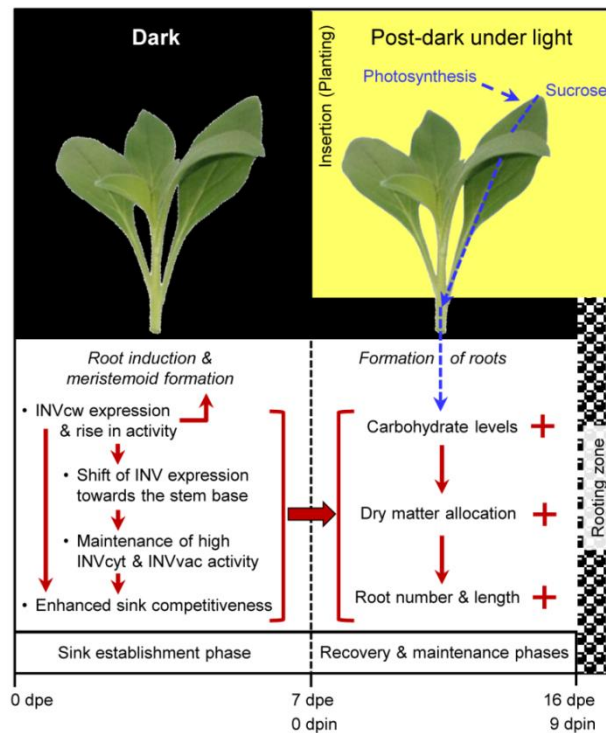 Dark
Post-dark under light
Insertion (Planting)
Photosynthesis
Sucrose
Root induction &
meristemoid formation
• INVcw expression
& rise in activity
• Shift of INV expression
towards the stem base
• Maintenance of high
INVcyt & INVvac activity
• Enhanced sink competitiveness
Formation of roots
Carbohydrate levels +
Dry matter allocation +
Root number & length +
Rooting zone
Sink establishment phase
Recovery & maintenance phases
0 dpe
7 dpe
0 dpin
16 dpe
9 dpin